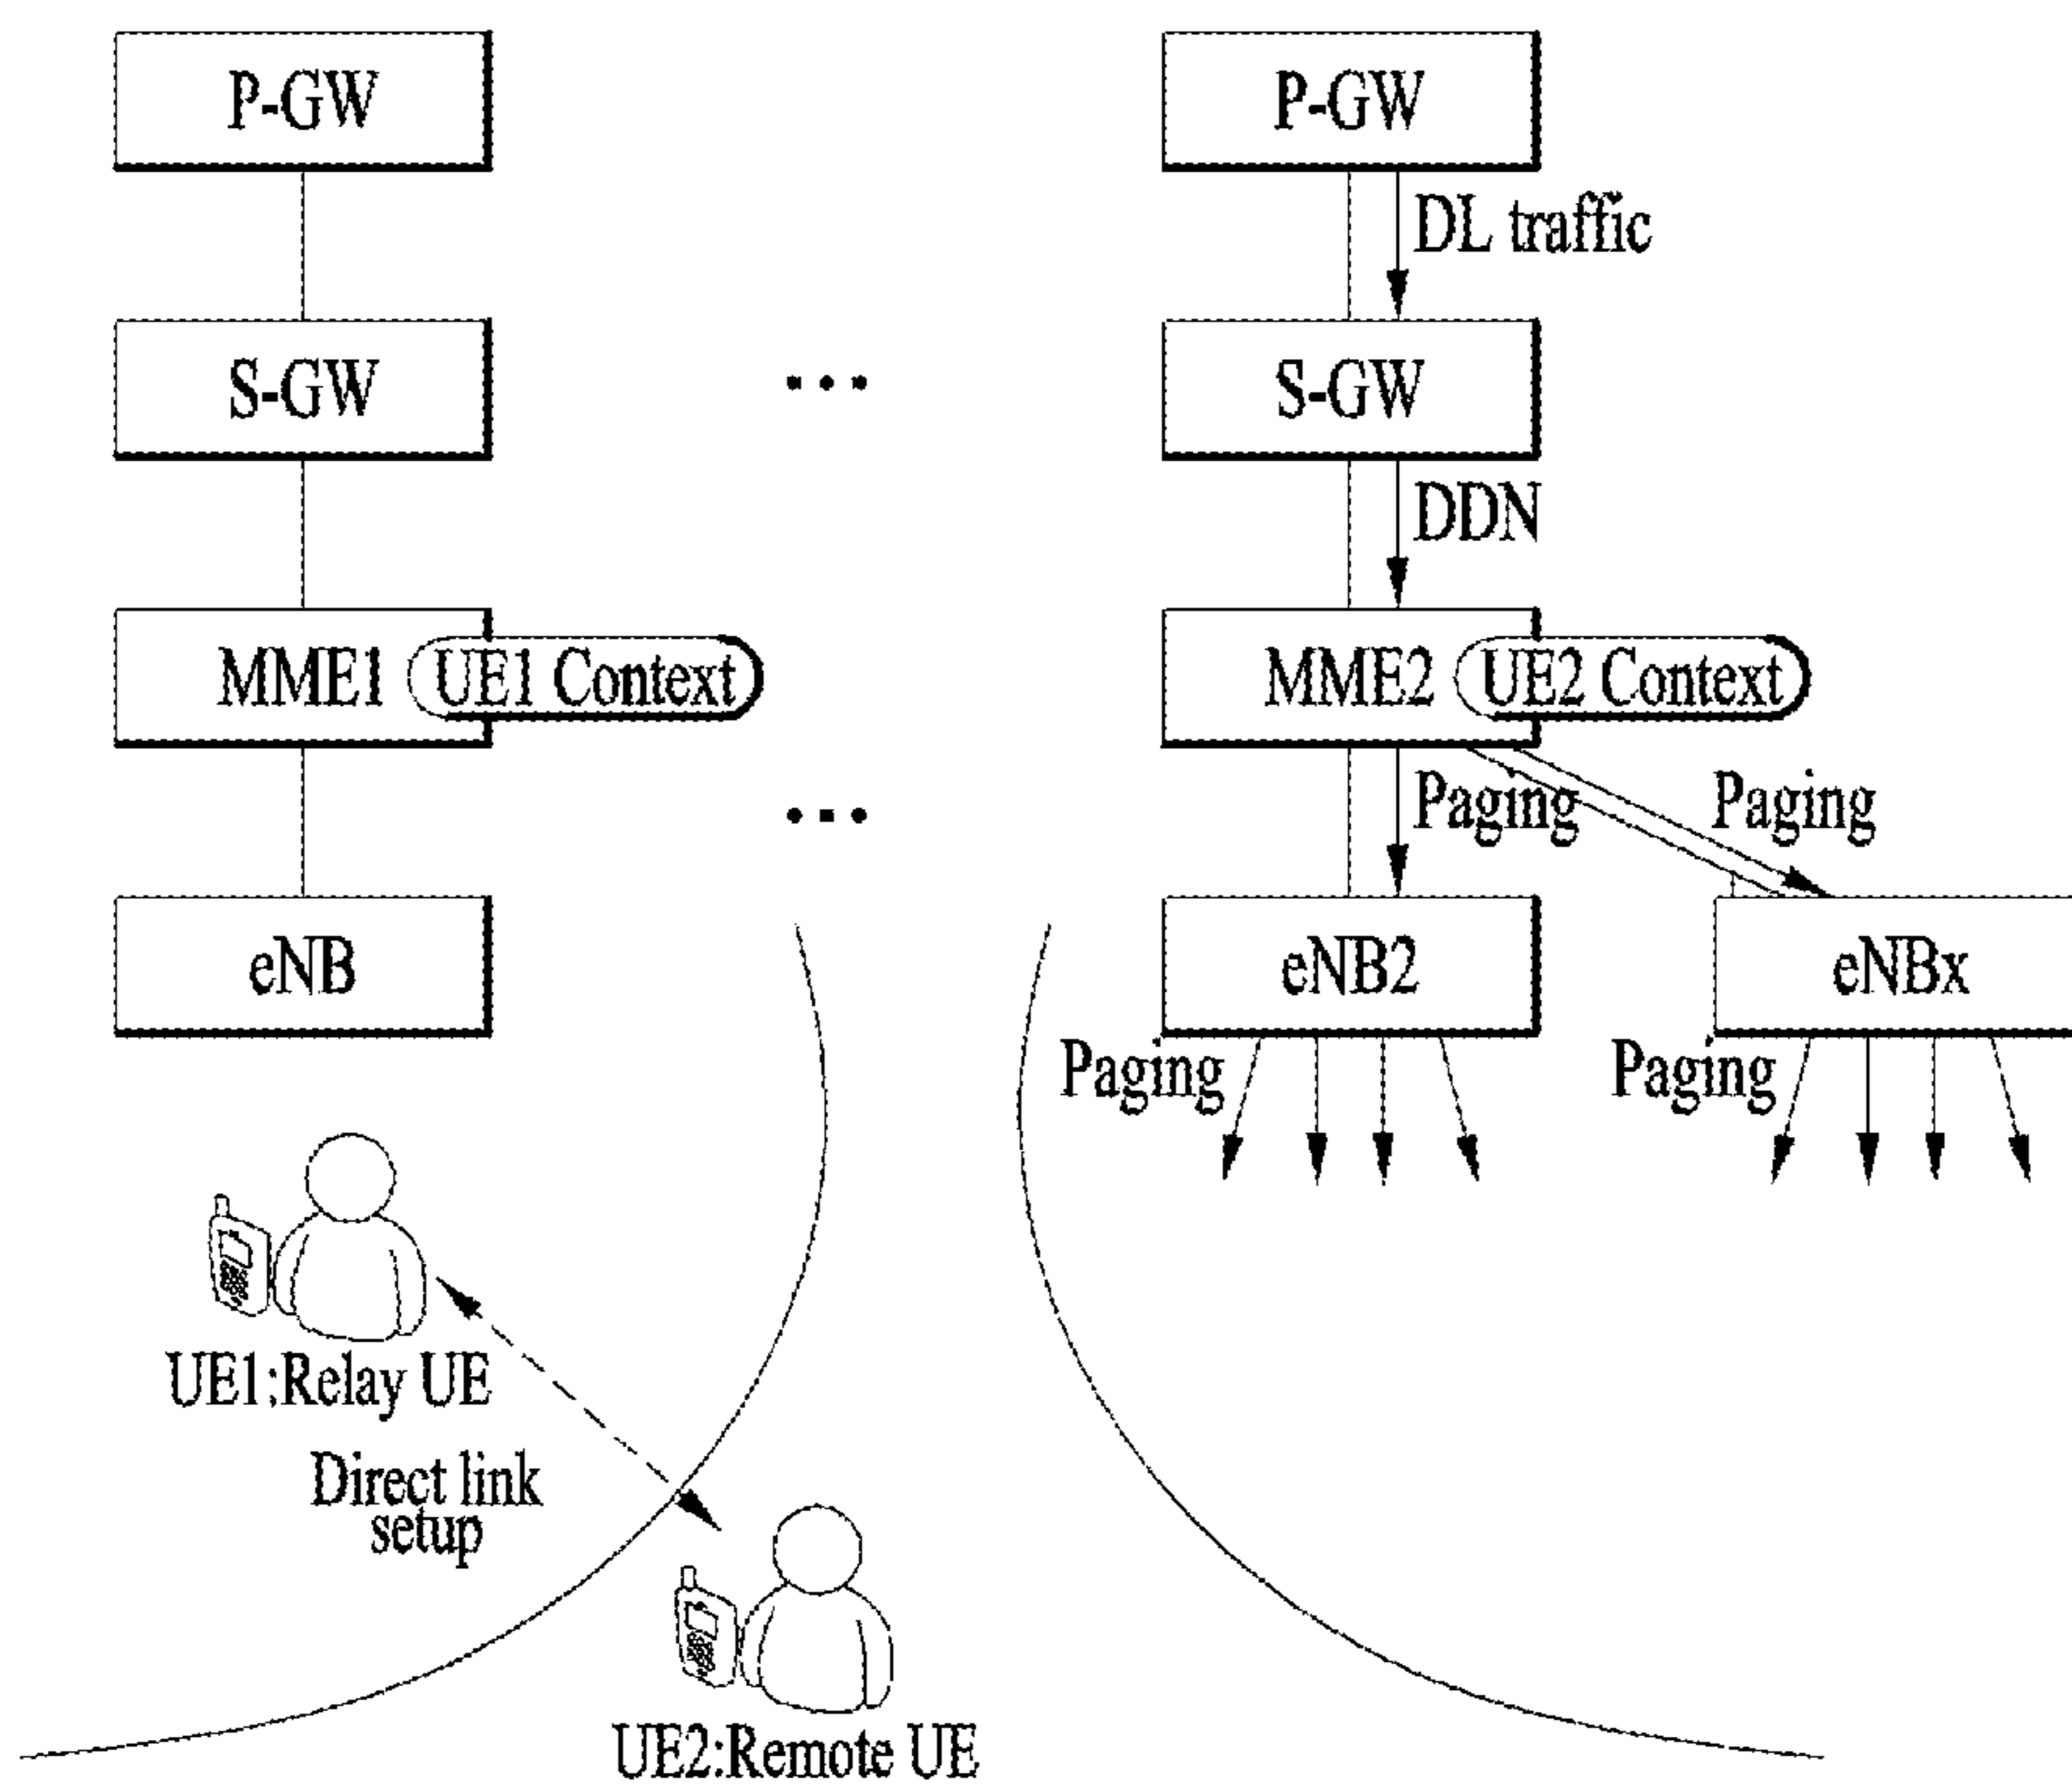 P-GW
P-GW
DL traffic
S-GW
...
S-GW
DDN
MME1
UE1 Context
MME2
UE2 Context
...
Paging
Paging
eNB
eNB2
eNBx
Paging
Paging
UE1:Relay UE
Direct link
setup
UE2:Remote UE